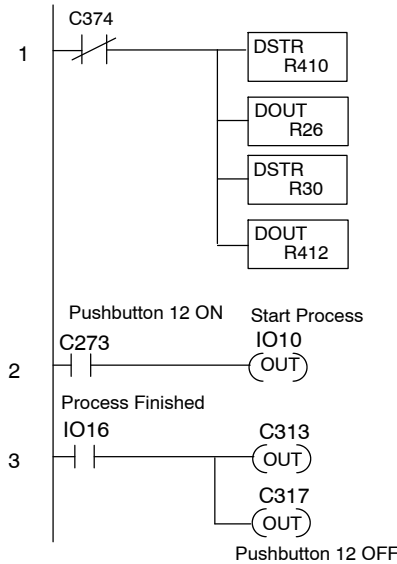 C374
1
DSTR
R410
DOUT
R26
DSTR
R30
DOUT
R412
Pushbutton 12 ON
Start Process
C273
IO10
2
OUT
Process Finished
IO16
C313
3
OUT
C317
OUT
Pushbutton 12 OFF